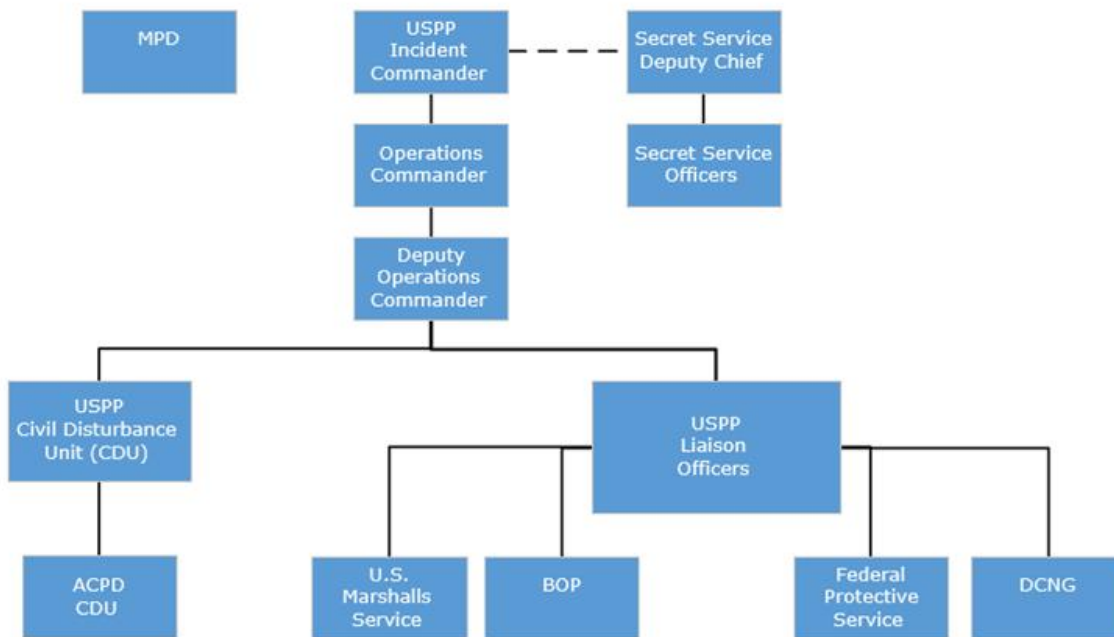 MPD
USPP
Incident
Commander
Secret Service
Deputy Chief
Operations
Commander
Secret Service
Officers
Deputy
Operations
Commander
USPP
Civil Disturbance
Unit (CDU)
USPP
Liaison
Officers
ACPD
CDU
U.S.
Marshalls
Service
BOP
Federal
Protective
Service
DCNG